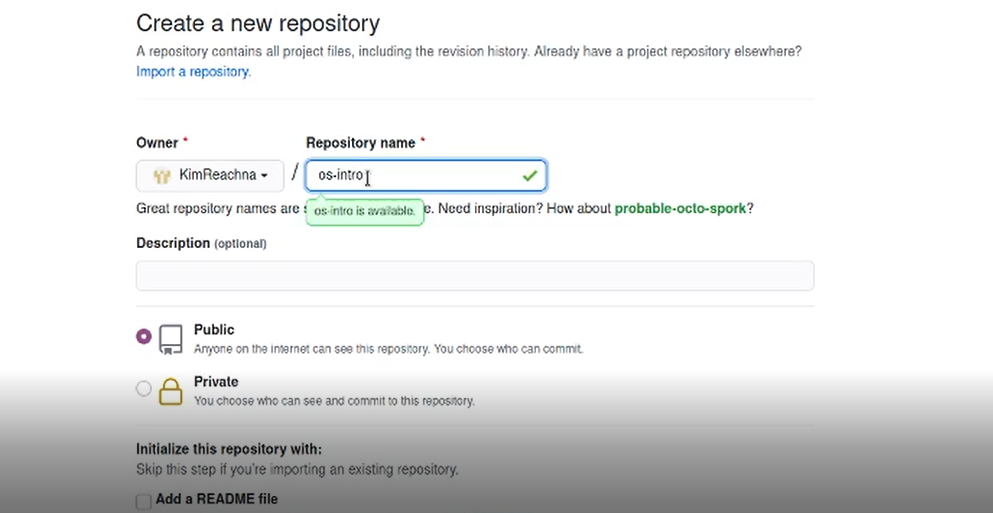 Create a new repository
A repository contains all project files, including the revision history. Already have a project repository elsewhere?
Import a repository.
Owner * Repository name *
KimReachna / os-intro
Great repository names are e. Need inspiration? How about probable-octo-spork?
os-intro is available.
Description (optional)
Public
Anyone on the internet can see this repository. You choose who can commit.
Private
You choose who can see and commit to this repository.
Initialize this repository with:
Skip this step if you're importing an existing repository.
Add a README file